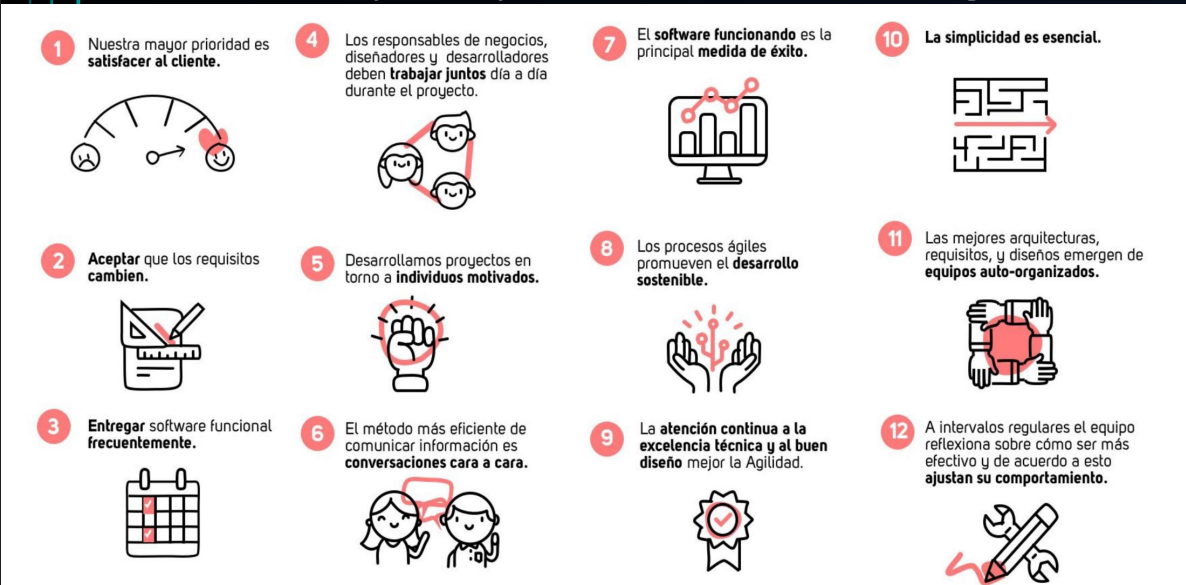 1
Nuestra mayor prioridad es
satisfacer al cliente.
2
Aceptar que los requisitos
cambien.
3
Entregar software funcional
frecuentemente.
4
Los responsables de negocios,
diseñadores y desarrolladores
deben trabajar juntos día a día
durante el proyecto.
5
Desarrollamos proyectos en
torno a individuos motivados.
6
El método más eficiente de
comunicar información es
conversaciones cara a cara.
7
El software funcionando es la
principal medida de éxito.
8
Los procesos ágiles
promueven el desarrollo
sostenible.
9
La atención continua a la
excelencia técnica y al buen
diseño mejor la Agilidad.
10
La simplicidad es esencial.
11
Las mejores arquitecturas,
requisitos, y diseños emergen de
equipos auto-organizados.
12
A intervalos regulares el equipo
reflexiona sobre cómo ser más
efectivo y de acuerdo a esto
ajustan su comportamiento.